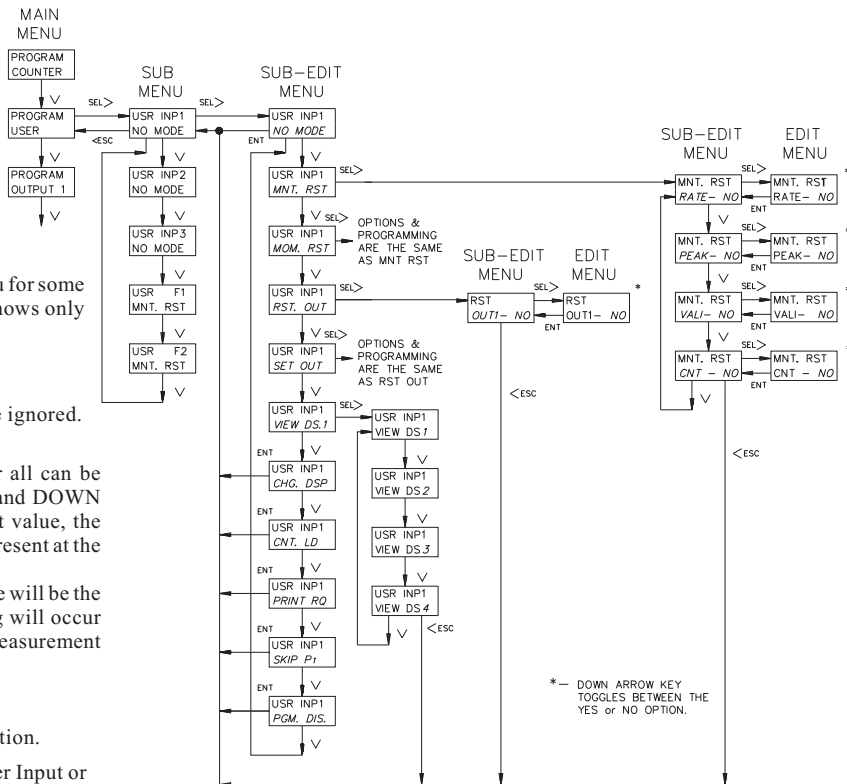 MAIN
MENU
PROGRAM
COUNTER
V
PROGRAM
USER
V
PROGRAM
OUTPUT 1
V
SEL>
<ESC
SUB
MENU
USR INP1
NO MODE
V
USR INP2
NO MODE
V
USR INP3
NO MODE
V
USR F1
MNT. RST
V
USR F2
MNT. RST
V
SEL>
SUB-EDIT
MENU
USR INP1
NO MODE
ENT
V
USR INP1
MNT. RST
SEL>
V
USR INP1
MOM. RST
SEL>
OPTIONS &
PROGRAMMING
ARE THE SAME
AS MNT RST
V
USR INP1
RST. OUT
SEL>
V
USR INP1
SET OUT
SEL>
OPTIONS &
PROGRAMMING
ARE THE SAME
AS RST OUT
V
USR INP1
VIEW DS.1
SEL>
ENT
V
USR INP1
CHG. DSP
ENT
V
USR INP1
CNT. LD
ENT
V
USR INP1
PRINT RQ
ENT
V
USR INP1
SKIP P1
ENT
V
USR INP1
PGM. DIS.
V
USR INP1
VIEW DS1
V
USR INP1
VIEW DS2
V
USR INP1
VIEW DS3
V
USR INP1
VIEW DS4
V
<ESC
SUB-EDIT
MENU
RST
OUT1- NO
SEL>
ENT
EDIT
MENU
RST
OUT1- NO
*
<ESC
SUB-EDIT
MENU
MNT. RST
RATE- NO
V
MNT. RST
PEAK- NO
V
MNT. RST
VALI- NO
V
MNT. RST
CNT - NO
V
<ESC
EDIT
MENU
SEL>
MNT. RST
RATE- NO
ENT
SEL>
MNT. RST
PEAK- NO
ENT
SEL>
MNT. RST
VALI- NO
ENT
SEL>
MNT. RST
CNT - NO
ENT
*- DOWN ARROW KEY
TOGGLES BETWEEN THE
YES or NO OPTION.
u for some
hows only
e ignored.
r all can be
and DOWN
t value, the
resent at the
e will be the
g will occur
easurement
tion.
er Input or